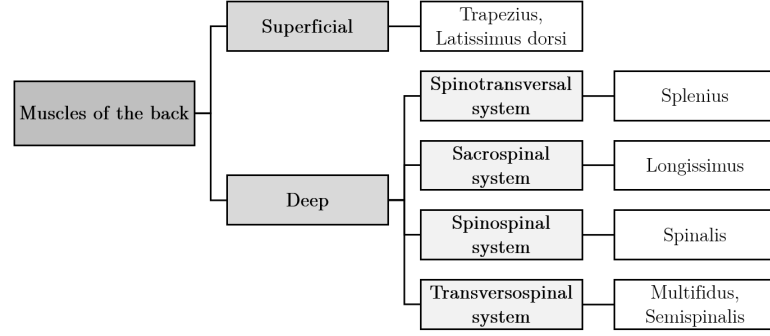 Muscles of the back
Superficial
Trapezius,
Latissimus dorsi
Deep
Spinotransversal
system
Splenius
Sacrospinal
system
Longissimus
Spinospinal
system
Spinalis
Transversospinal
system
Multifidus,
Semispinalis